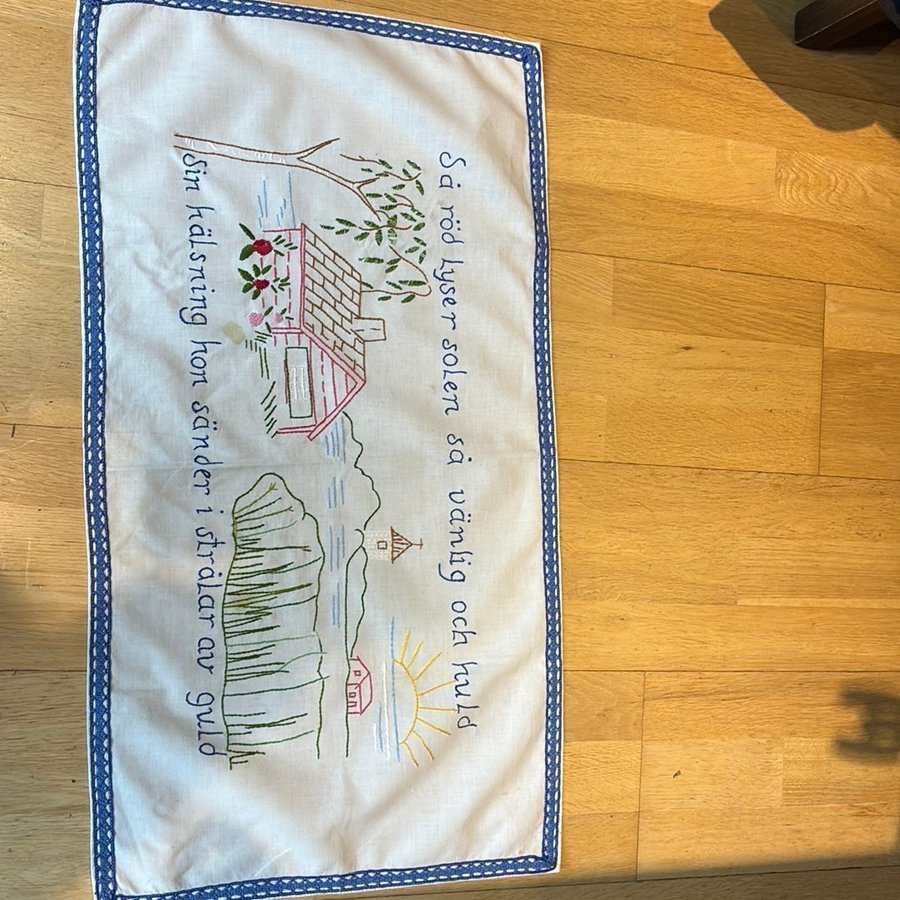 Så röd lyser solen så vänlig och huld
Sin hälsning hon sänder i strålar av guld